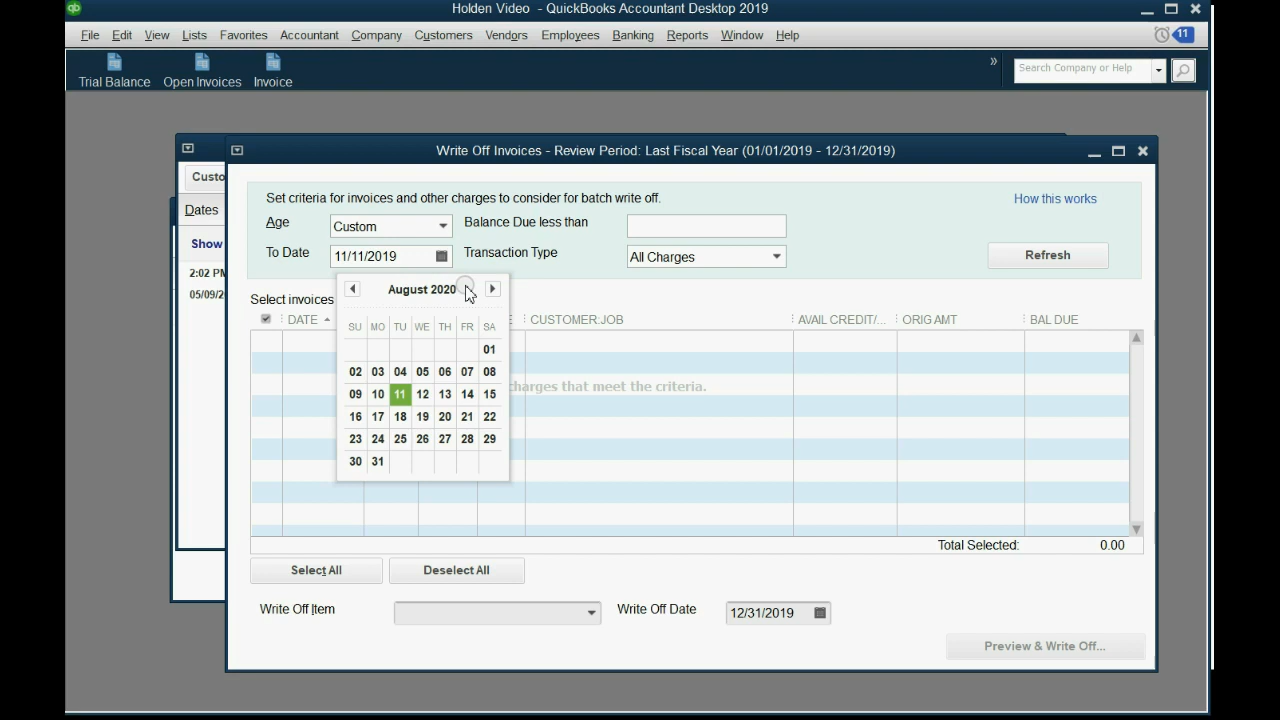 qb
Holden Video - QuickBooks Accountant Desktop 2019
File Edit View Lists Favorites Accountant Company Customers Vendors Employees Banking Reports Window Help
11
Trial Balance Open Invoices Invoice
»
Search Company or Help
Write Off Invoices - Review Period: Last Fiscal Year (01/01/2019 - 12/31/2019)
Custo
Dates
Show
2:02 PM
05/09/2
Set criteria for invoices and other charges to consider for batch write off.
How this works
Age Custom Balance Due less than
To Date 11/11/2019 Transaction Type All Charges Refresh
Select invoices
August 2020
DATE E CUSTOMER:JOB AVAIL CREDIT/... ORIG AMT BAL DUE
SU MO TU WE TH FR SA
01
02 03 04 05 06 07 08
09 10 11 12 13 14 15
16 17 18 19 20 21 22
23 24 25 26 27 28 29
30 31
charges that meet the criteria.
Total Selected: 0.00
Select All Deselect All
Write Off Item Write Off Date 12/31/2019
Preview & Write Off...